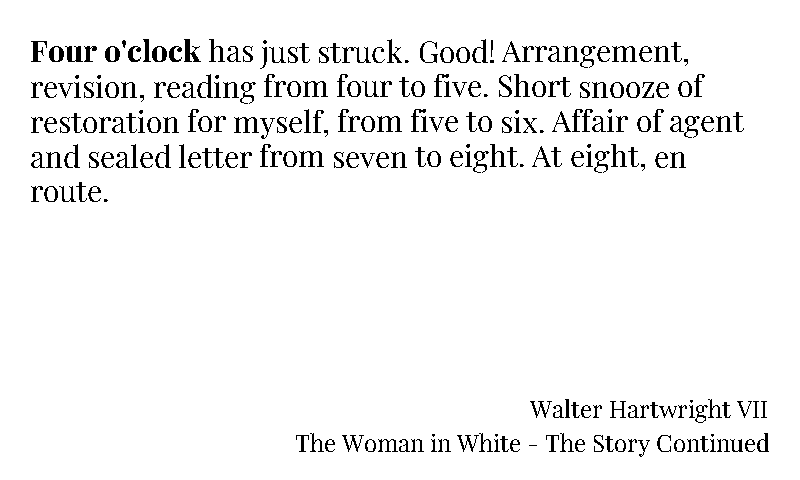 Four o'clock has just struck. Good! Arrangement,
revision, reading from four to five. Short snooze of
restoration for myself, from five to six. Affair of agent
and sealed letter from seven to eight. At eight, en
route.
Walter Hartwright VII
The Woman in White - The Story Continued